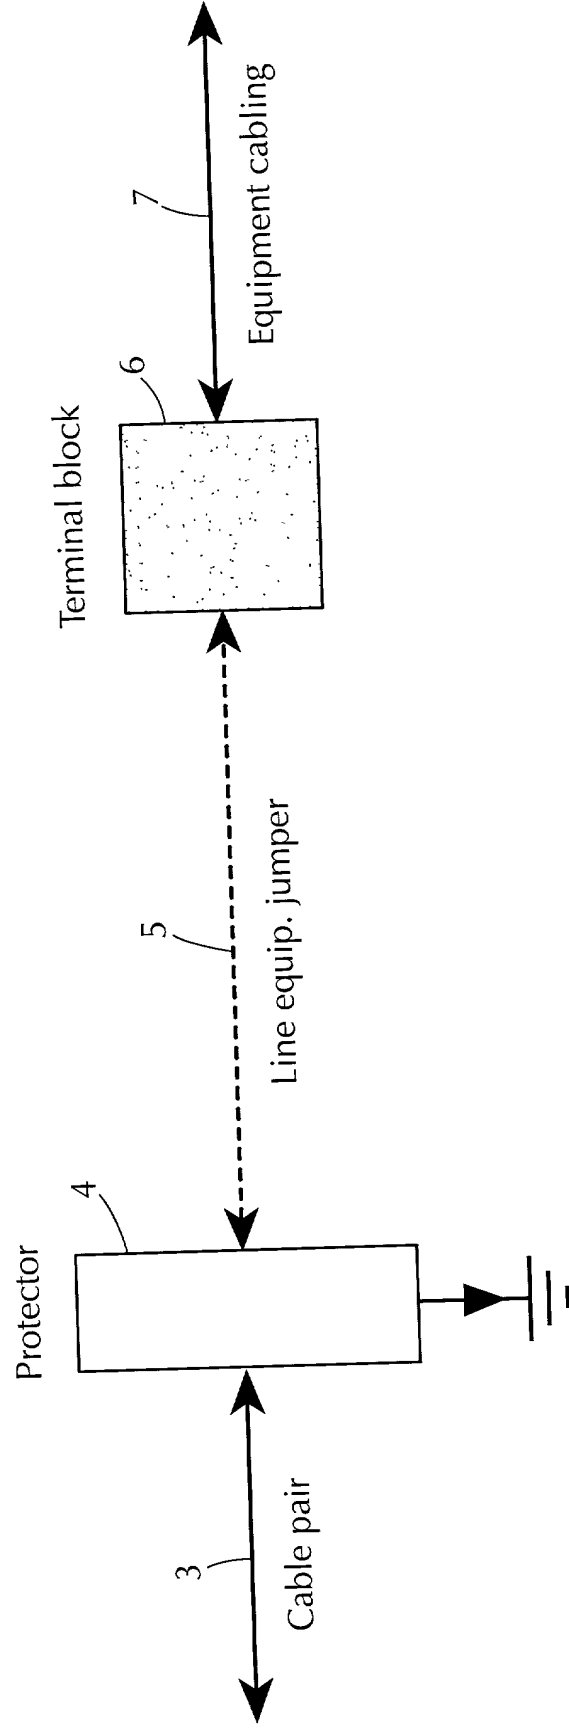 Protector
Terminal block
4
5
6
7
3
Cable pair
Line equip. jumper
Equipment cabling